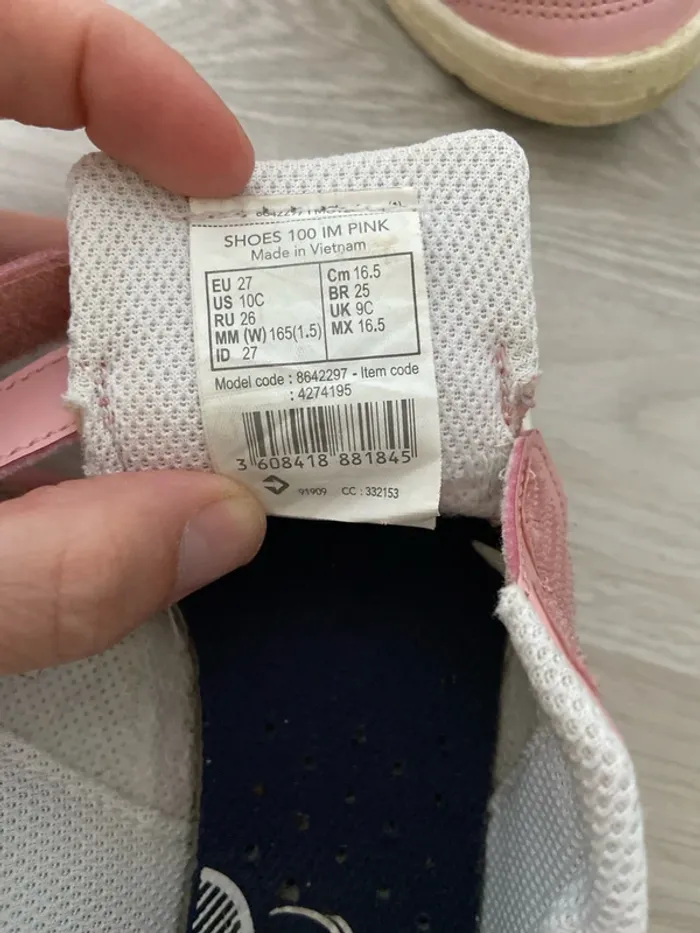 SHOES 100 IM PINK
Made in Vietnam
EU 27
US 10C
RU 26
MM (W) 165(1.5)
ID 27
Cm 16.5
BR 25
UK 9C
MX 16.5
Model code : 8642297 - Item code
: 4274195
3 608418 881845
91909 CC : 332153